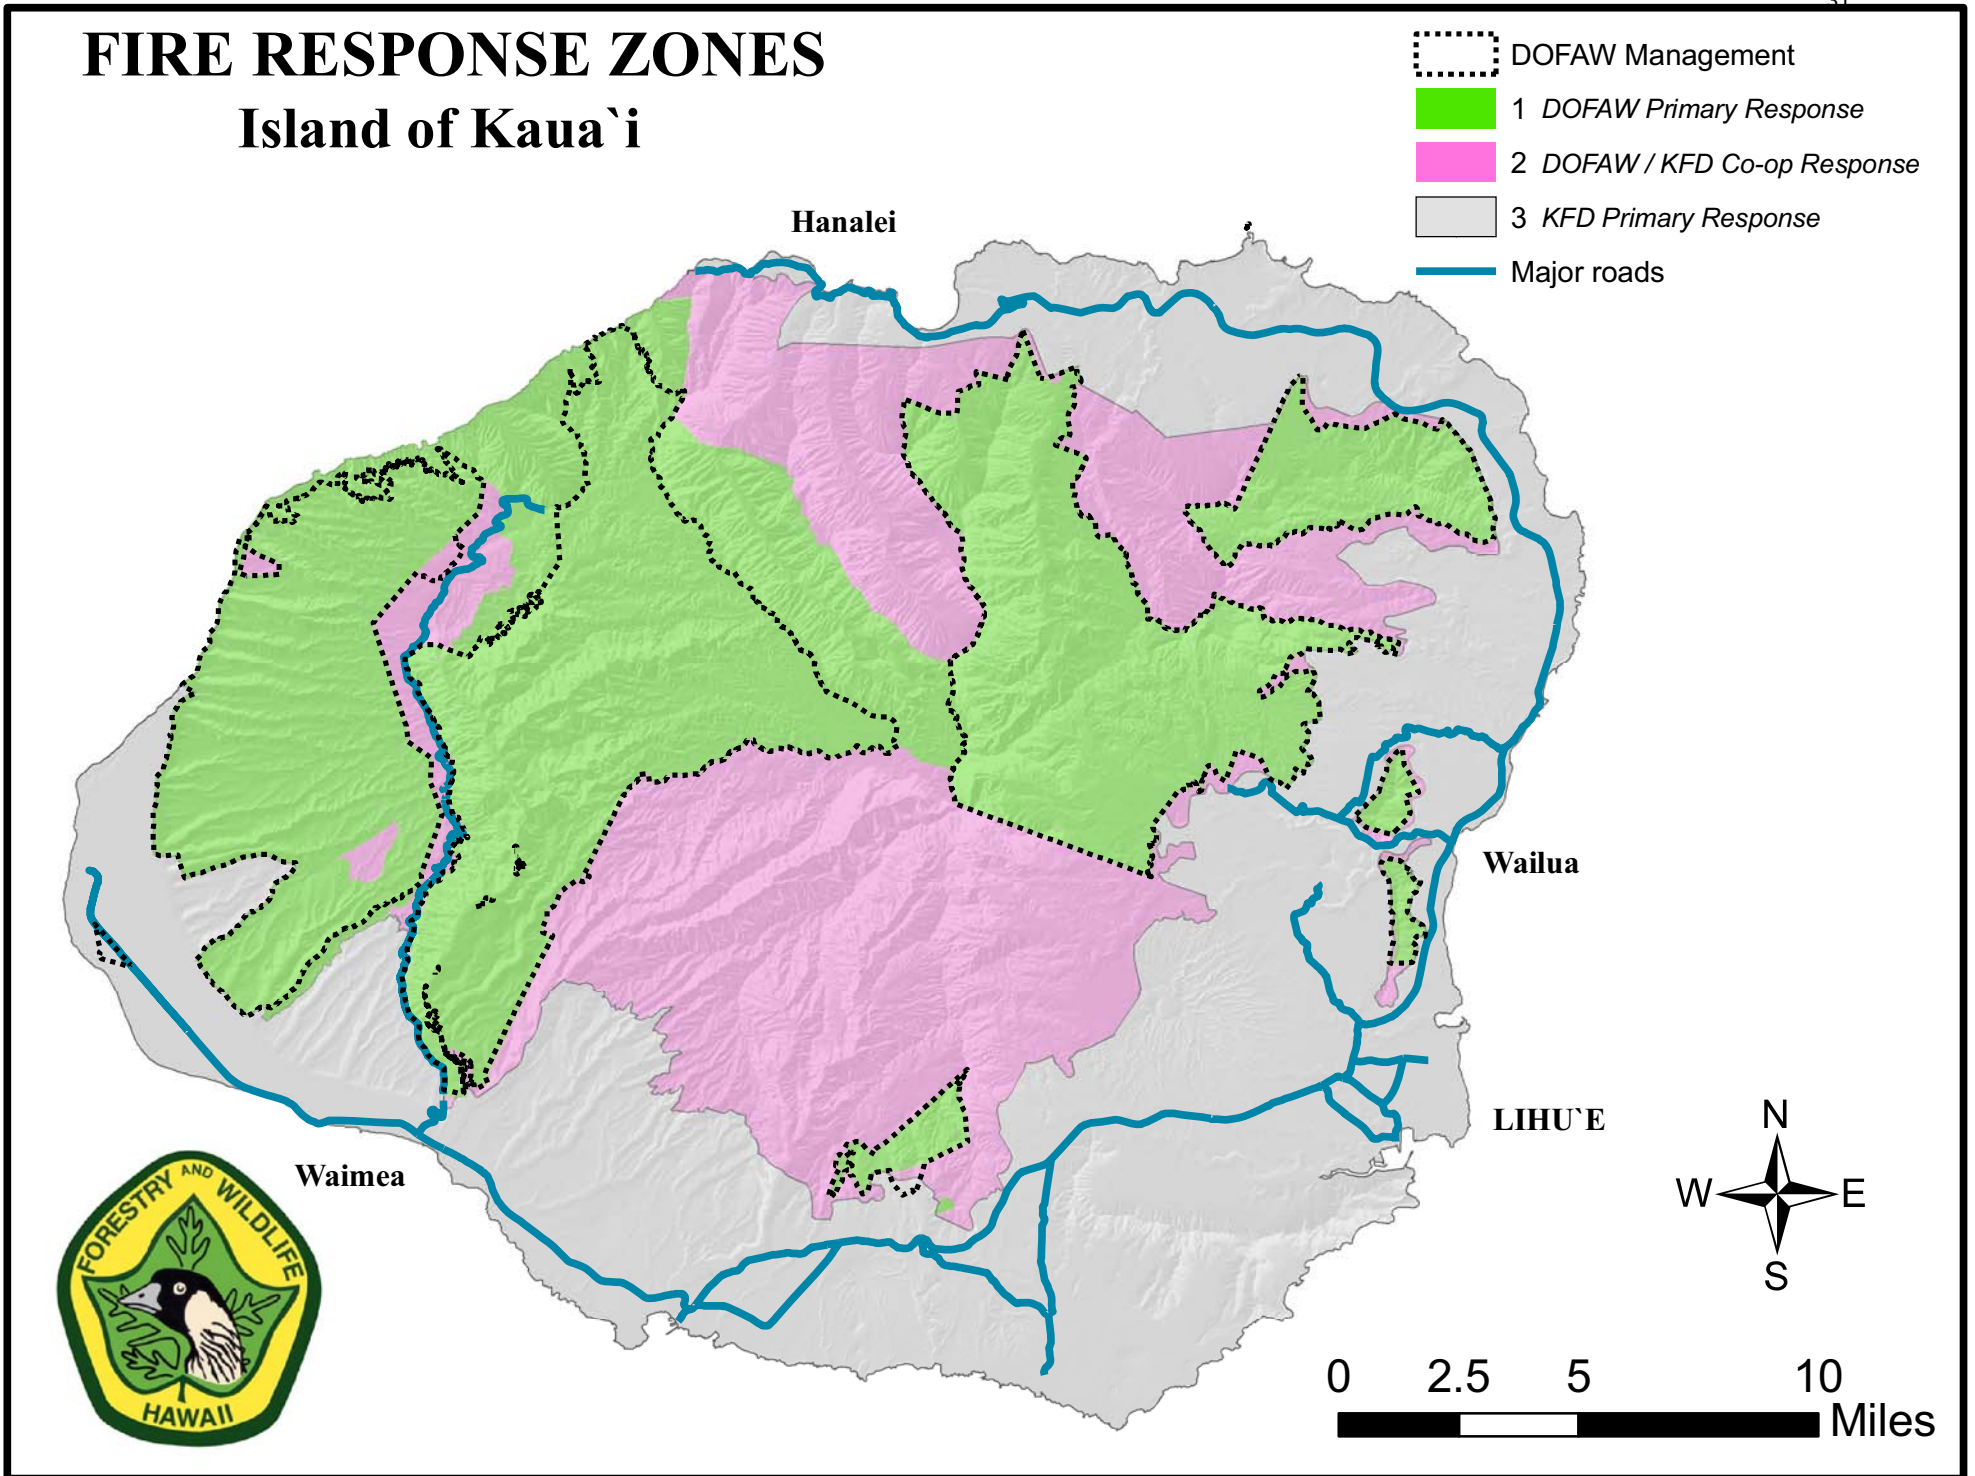 FIRE RESPONSE ZONES
Island of Kaua`i
DOFAW Management
1 DOFAW Primary Response
2 DOFAW / KFD Co-op Response
3 KFD Primary Response
Major roads
Hanalei
Wailua
LIHU`E
Waimea
N
W E
S
FORESTRY AND WILDLIFE
HAWAII
0 2.5 5 10
Miles